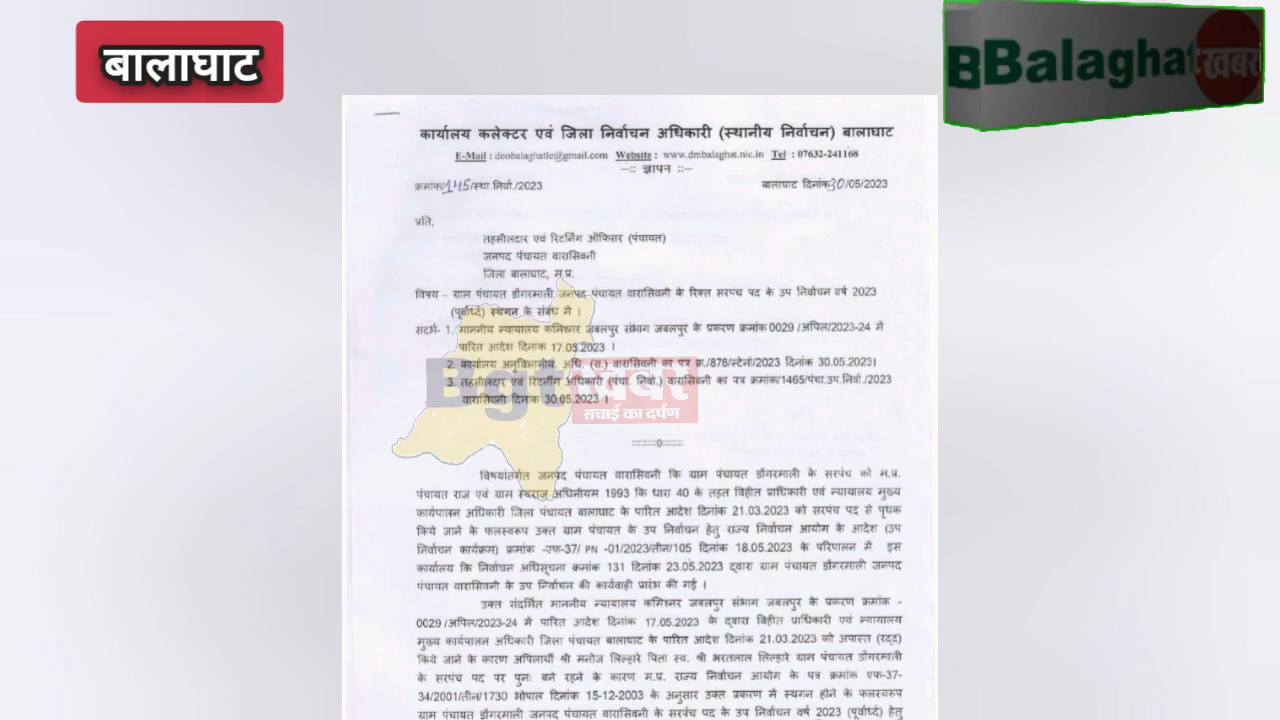 बालाघाट
BBalaghat खबर
कार्यालय कलेक्टर एवं जिला निर्वाचन अधिकारी (स्थानीय निर्वाचन) बालाघाट
E-Mail : deobalaghatle@gmail.com Website : www.dmbalaghat.nic.in Tel : 07632-241168
—:: ज्ञापन ::—
क्रमांक/145/स्था.निर्वा./2023 बालाघाट दिनांक 30/05/2023
प्रति,
तहसीलदार एवं रिटर्निंग ऑफिसर (पंचायत)
जनपद पंचायत वारासिवनी
जिला बालाघाट, म.प्र.
विषय – ग्राम पंचायत डोंगरमाली जनपद पंचायत वारासिवनी के रिक्त सरपंच पद के उप निर्वाचन वर्ष 2023
(पूर्वार्ध्द) स्थगन के संबंध में ।
संदर्भ- 1. माननीय न्यायालय कमिश्नर जबलपुर संभाग जबलपुर के प्रकरण क्रमांक 0029 /अपिल/2023-24 में
पारित आदेश दिनांक 17.05.2023 ।
2. कार्यालय अनुविभागीय अधि. (रा.) वारासिवनी का पत्र क्र./876/स्टेनो/2023 दिनांक 30.05.2023।
3. तहसीलदार एवं रिटर्नींग अधिकारी (पंचा. निर्वा.) वारासिवनी का पत्र क्रमांक/1465/पंचा.उप.निर्वा./2023
वारासिवनी दिनांक 30.05.2023 ।
Bgt खबर
सच्चाई का दर्पण
::::::::::0::::::::::
विषयांतर्गत जनपद पंचायत वारासिवनी कि ग्राम पंचायत डोंगरमाली के सरपंच को म.प्र.
पंचायत राज एवं ग्राम स्वराज अधिनीयम 1993 कि धारा 40 के तहत विहीत प्राधिकारी एवं न्यायालय मुख्य
कार्यपालन अधिकारी जिला पंचायत बालाघाट के पारित आदेश दिनांक 21.03.2023 को सरपंच पद से पृथक
किये जाने के फलस्वरूप उक्त ग्राम पंचायत के उप निर्वाचन हेतु राज्य निर्वाचन आयोग के आदेश (उप
निर्वाचन कार्यक्रम) क्रमांक -एफ-37/ PN -01/2023/तीन/105 दिनांक 18.05.2023 के परिपालन में इस
कार्यालय कि निर्वाचन अधिसूचना क्रमांक 131 दिनांक 23.05.2023 द्वारा ग्राम पंचायत डोंगरमाली जनपद
पंचायत वारासिवनी के उप निर्वाचन की कार्यवाही प्रारंभ की गई ।
उक्त संदर्भित माननीय न्यायालय कमिश्नर जबलपुर संभाग जबलपुर के प्रकरण क्रमांक -
0029 /अपिल/2023-24 में पारित आदेश दिनांक 17.05.2023 के द्वारा विहीत प्राधिकारी एवं न्यायालय
मुख्य कार्यपालन अधिकारी जिला पंचायत बालाघाट के पारित आदेश दिनांक 21.03.2023 को अपास्त (रद्द)
किये जाने के कारण अपिलार्थी श्री मनोज लिल्हारे पिता स्व. श्री भरतलाल लिल्हारे ग्राम पंचायत डोंगरमाली
के सरपंच पद पर पुनः बने रहने के कारण म.प्र. राज्य निर्वाचन आयोग के पत्र क्रमांक एफ-37-
34/2001/तीन/1730 भोपाल दिनांक 15-12-2003 के अनुसार उक्त प्रकरण में स्थगन होने के फलस्वरुप
ग्राम पंचायत डोंगरमाली जनपद पंचायत वारासिवनी के सरपंच पद के उप निर्वाचन वर्ष 2023 (पूर्वार्ध्द) हेतु